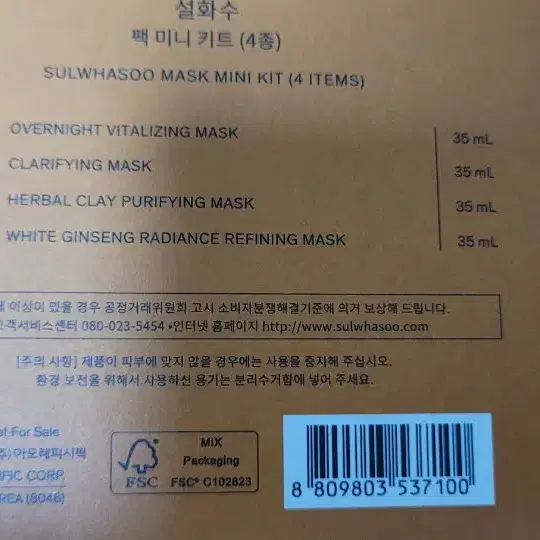 설화수
팩 미니 키트 (4종)
SULWHASOO MASK MINI KIT (4 ITEMS)
OVERNIGHT VITALIZING MASK 35 mL
CLARIFYING MASK 35 mL
HERBAL CLAY PURIFYING MASK 35 mL
WHITE GINSENG RADIANCE REFINING MASK 35 mL
이상이 있을 경우 공정거래위원회 고시 소비자분쟁해결기준에 의거 보상해 드립니다.
고객서비스센터 080-023-5454 •인터넷 홈페이지 http://www.sulwhasoo.com
[주의 사항] 제품이 피부에 맞지 않을 경우에는 사용을 중지해 주십시오.
환경 보전을 위해서 사용하신 용기는 분리수거함에 넣어 주세요.
For Sale
아모레퍼시픽
CORP
(8046)
FSC
MIX
Packaging
FSC® C102823
8 809803 537100